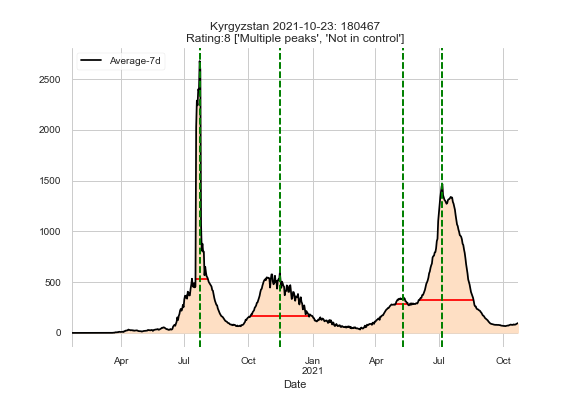 Kyrgyzstan 2021-10-23: 180467
Rating:8 ['Multiple peaks', 'Not in control']
Average-7d
2500
2000
1500
1000
500
0
Apr Jul Oct Jan Apr Jul Oct
2021
Date